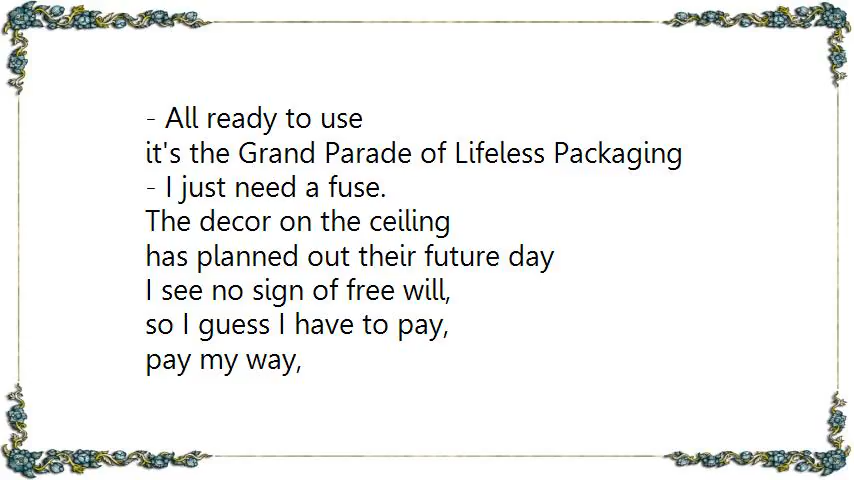 - All ready to use
it's the Grand Parade of Lifeless Packaging
- I just need a fuse.
The decor on the ceiling
has planned out their future day
I see no sign of free will,
so I guess I have to pay,
pay my way,